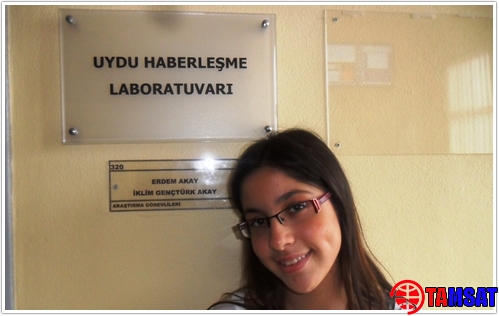 UYDU HABERLEŞME
LABORATUVARI
320
ERDEM AKAY
İKLİM GENÇTÜRK AKAY
ARAŞTIRMA GÖREVLİLERİ
TAMSAT